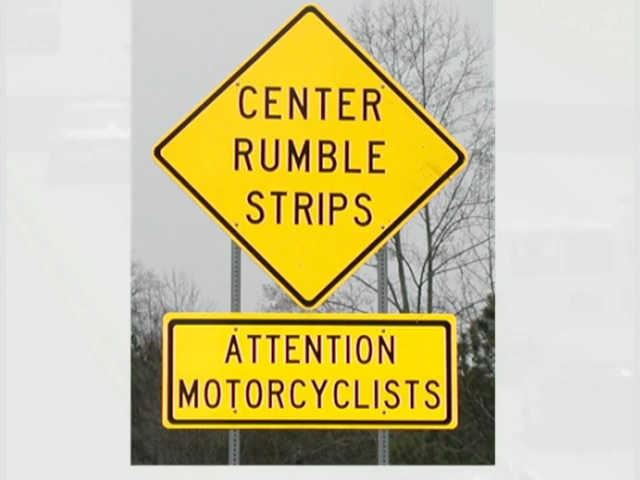 CENTER
RUMBLE
STRIPS
ATTENTION
MOTORCYCLISTS